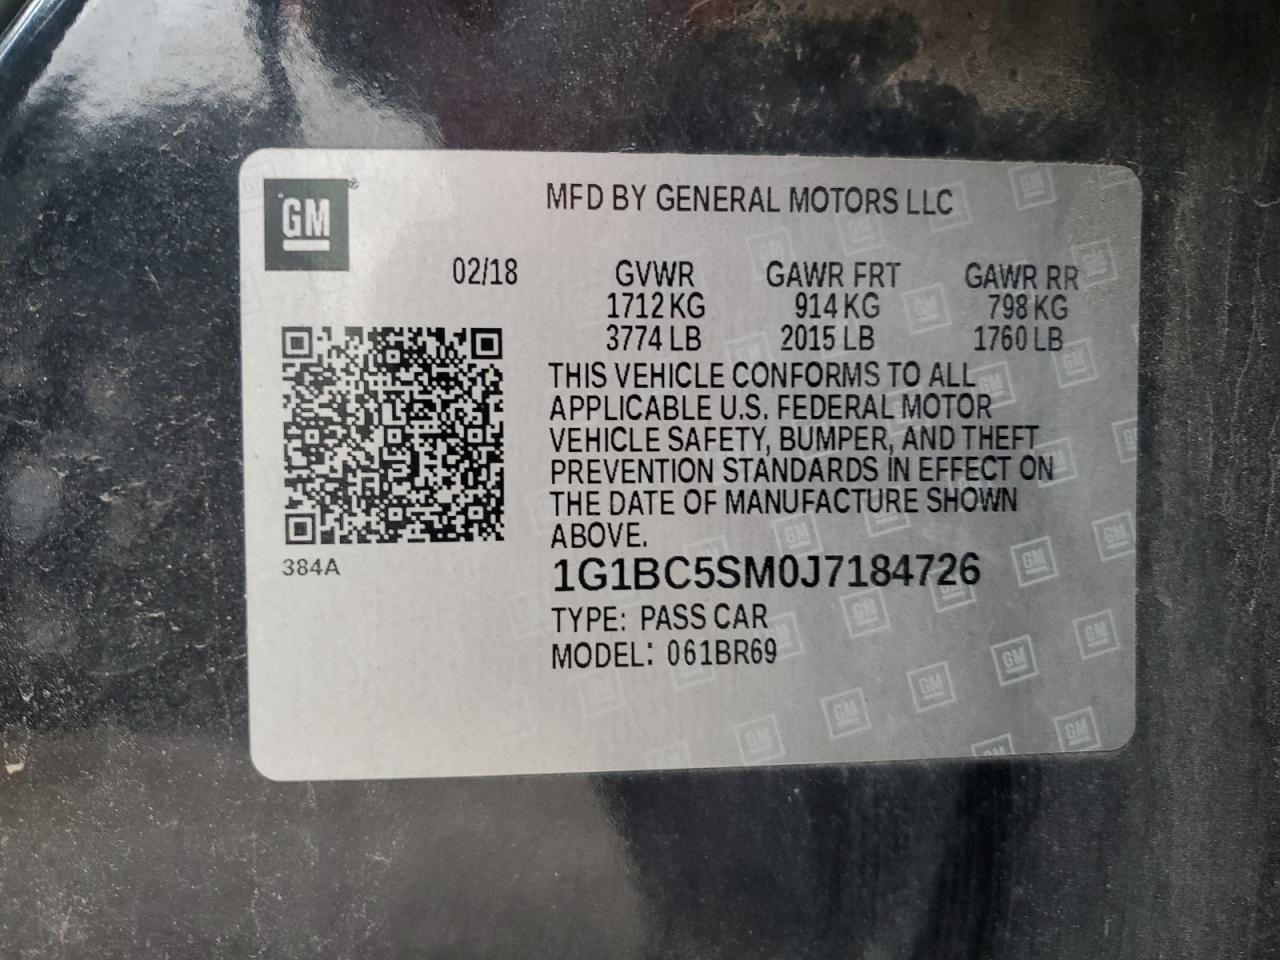 GM®
MFD BY GENERAL MOTORS LLC
02/18 GVWR GAWR FRT GAWR RR
1712 KG 914 KG 798 KG
3774 LB 2015 LB 1760 LB
THIS VEHICLE CONFORMS TO ALL
APPLICABLE U.S. FEDERAL MOTOR
VEHICLE SAFETY, BUMPER, AND THEFT
PREVENTION STANDARDS IN EFFECT ON
THE DATE OF MANUFACTURE SHOWN
ABOVE.
384A
1G1BC5SM0J7184726
TYPE: PASS CAR
MODEL: 061BR69